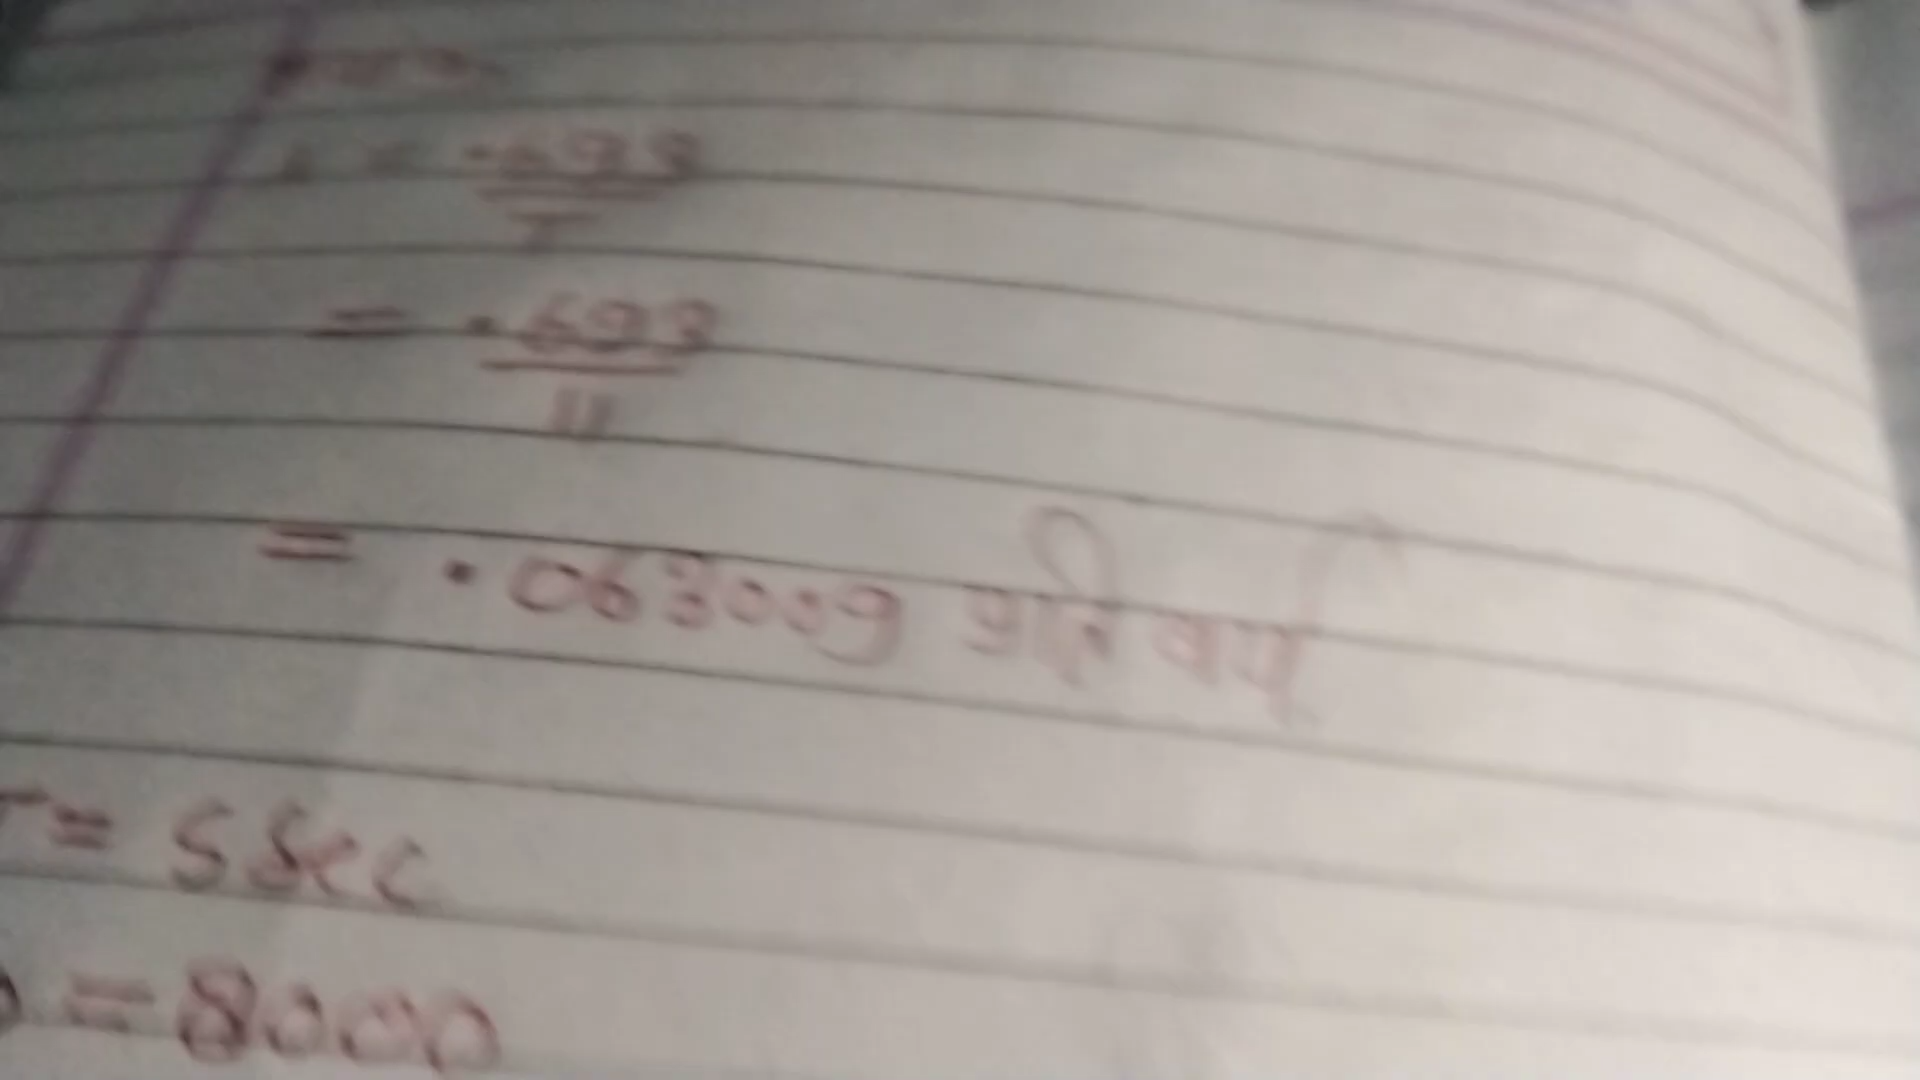 λ = .693
T
= .693
11
= .063009 प्रति वर्ष
T = 5 Sec
= 8000